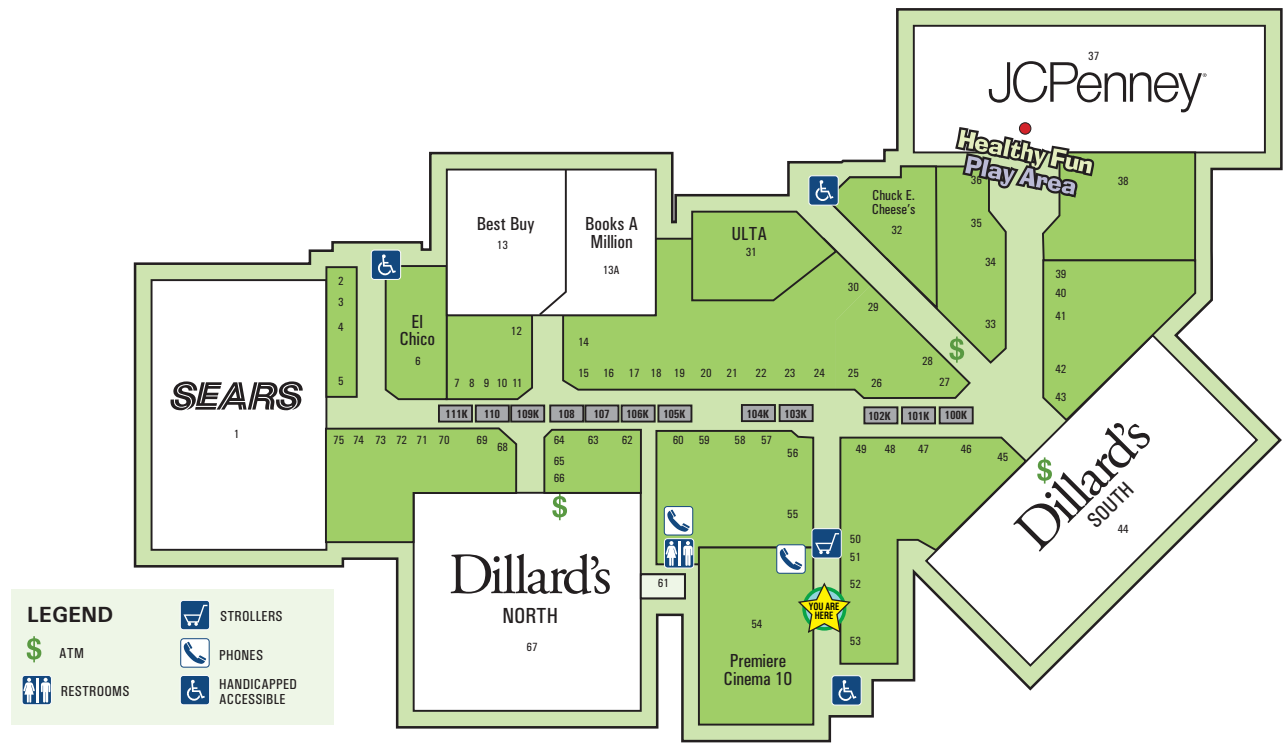 37
JCPenney
Healthy Fun
Play Area
36
38
Chuck E.
Cheese's
32
35
34
33
39
40
41
42
43
Best Buy
13
Books A
Million
13A
ULTA
31
30
29
28
27
26
2
3
4
5
El
Chico
6
12
7 8 9 10 11
14
15 16 17 18 19 20 21 22 23 24 25
$
SEARS
1
111K 110 109K 108 107 106K 105K 104K 103K 102K 101K 100K
75 74 73 72 71 70 69 68
64 63 62
65
66
$
60 59 58 57
56
55
49 48 47 46 45
50
51
52
53
$
Dillard's
SOUTH
44
Dillard's
NORTH
67
61
YOU ARE
HERE
54
Premiere
Cinema 10
LEGEND
$ ATM
RESTROOMS
STROLLERS
PHONES
HANDICAPPED
ACCESSIBLE